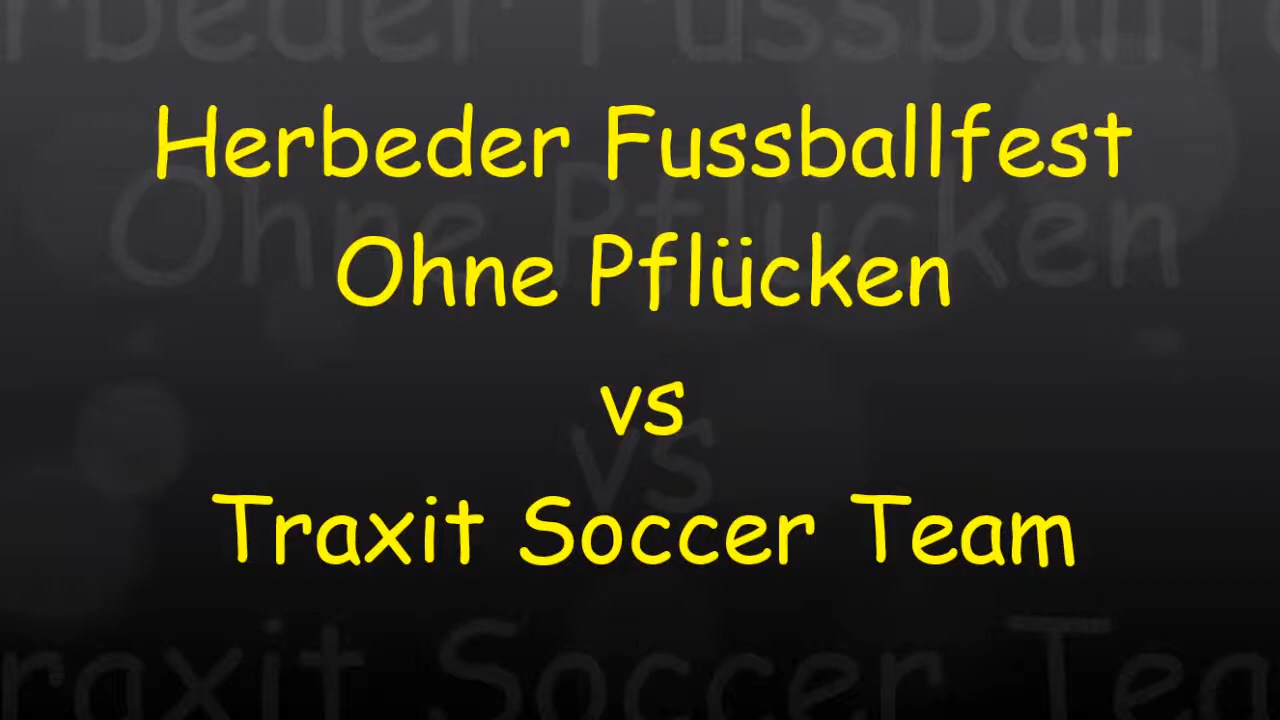 Herbeder Fussballfest
Ohne Pflücken
vs
Traxit Soccer Team